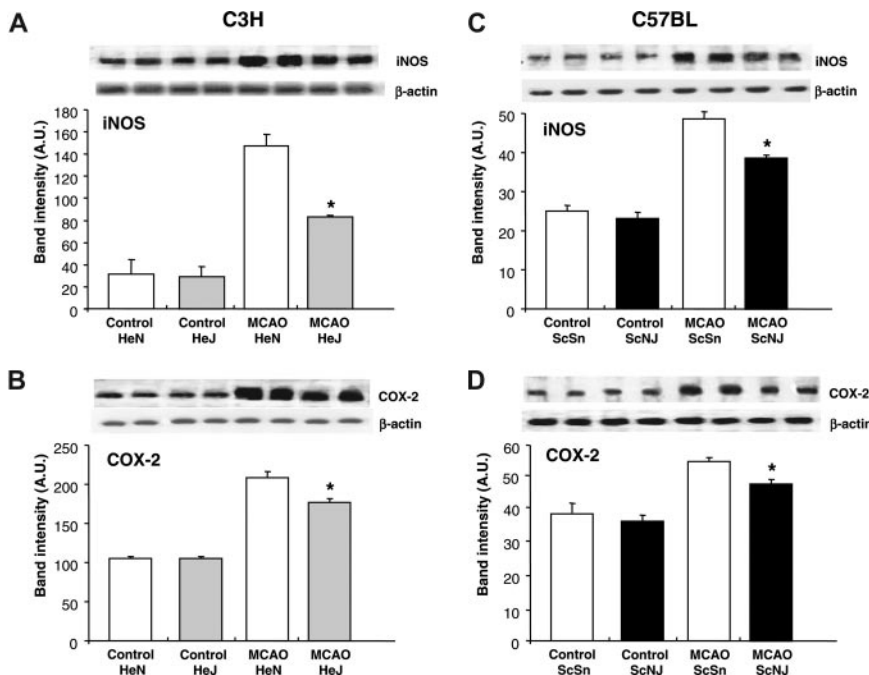 A
C3H
iNOS
β-actin
iNOS
Band intensity (A.U.)
180
160
140
120
100
80
60
40
20
0
Control
HeN
Control
HeJ
MCAO
HeN
MCAO
HeJ
*
B
COX-2
β-actin
COX-2
Band intensity (A.U.)
250
200
150
100
50
0
Control
HeN
Control
HeJ
MCAO
HeN
MCAO
HeJ
*
C
C57BL
iNOS
β-actin
iNOS
Band intensity (A.U.)
50
40
30
20
10
0
Control
ScSn
Control
ScNJ
MCAO
ScSn
MCAO
ScNJ
*
D
COX-2
β-actin
COX-2
Band intensity (A.U.)
60
50
40
30
60
10
0
Control
ScSn
Control
ScNJ
MCAO
ScSn
MCAO
ScNJ
*